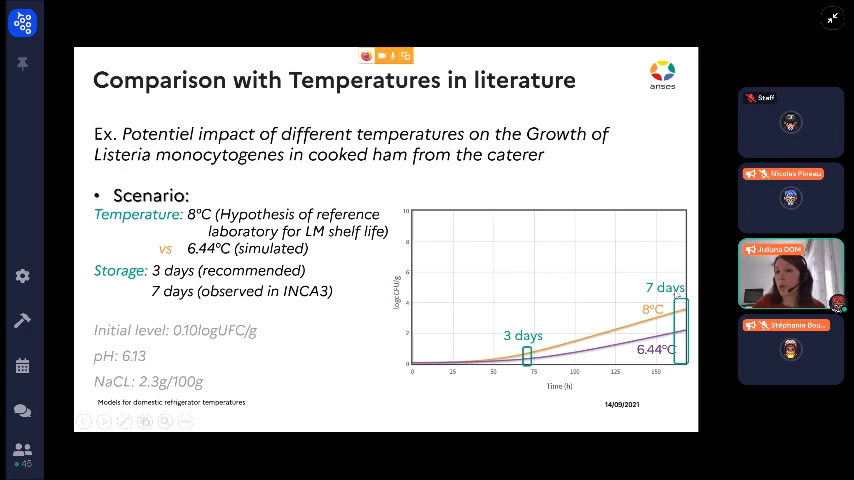 Comparison with Temperatures in literature
anses
Ex. Potentiel impact of different temperatures on the Growth of
Listeria monocytogenes in cooked ham from the caterer
• Scenario:
Temperature: 8°C (Hypothesis of reference
laboratory for LM shelf life)
vs 6.44°C (simulated)
Storage: 3 days (recommended)
7 days (observed in INCA3)
Initial level: 0.10logUFC/g
pH: 6.13
NaCL: 2.3g/100g
Models for domestic refrigerator temperatures
14/09/2021
10
8
6
4
2
0
log CFU/g
0 25 50 75 100 125 150
Time (h)
3 days
7 days
8°C
6.44°C
Staff
Nicolas Pineau
Juliana DOM
Stéphanie Bou...
46